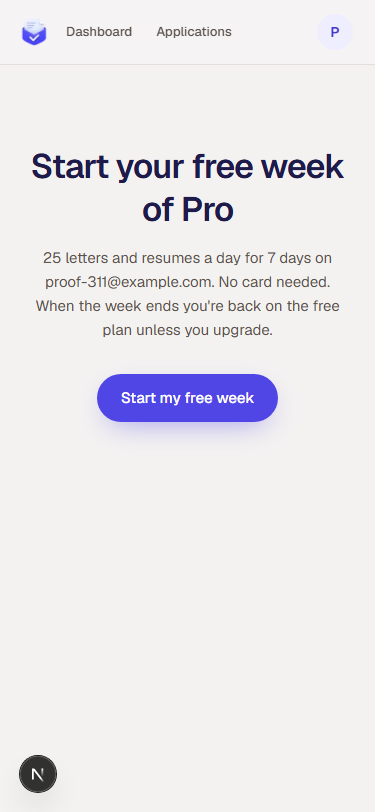 Dashboard
Applications
P
Start your free week
of Pro
25 letters and resumes a day for 7 days on
proof-311@example.com. No card needed.
When the week ends you're back on the free
plan unless you upgrade.
Start my free week
N